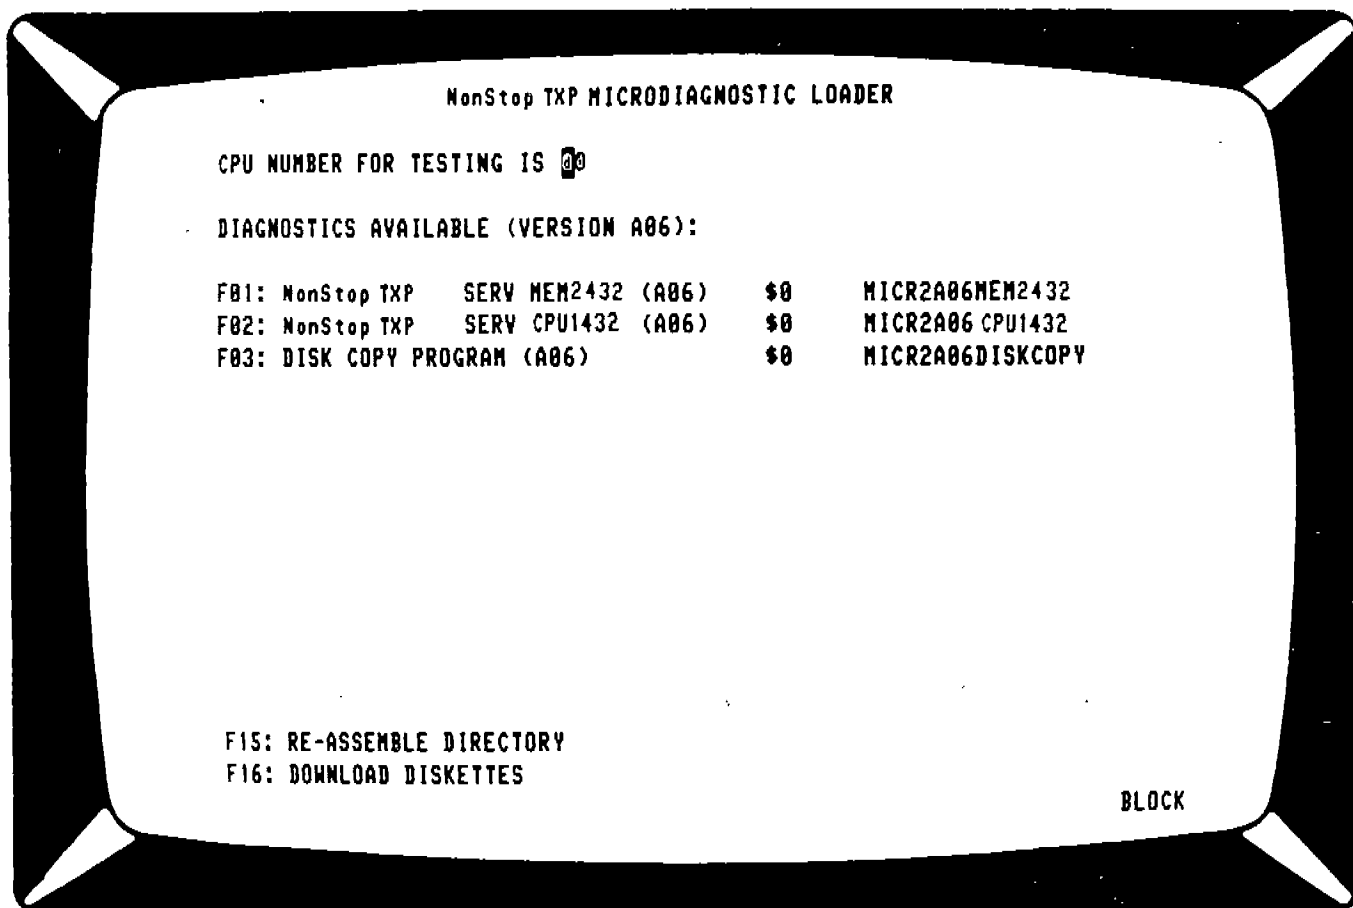 NonStop TXP MICRODIAGNOSTIC LOADER
CPU NUMBER FOR TESTING IS 00
DIAGNOSTICS AVAILABLE (VERSION A06):
F01: NonStop TXP SERV MEM2432 (A06) $0 MICR2A06MEM2432
F02: NonStop TXP SERV CPU1432 (A06) $0 MICR2A06 CPU1432
F03: DISK COPY PROGRAM (A06) $0 MICR2A06DISKCOPY
F15: RE-ASSEMBLE DIRECTORY
F16: DOWNLOAD DISKETTES
BLOCK